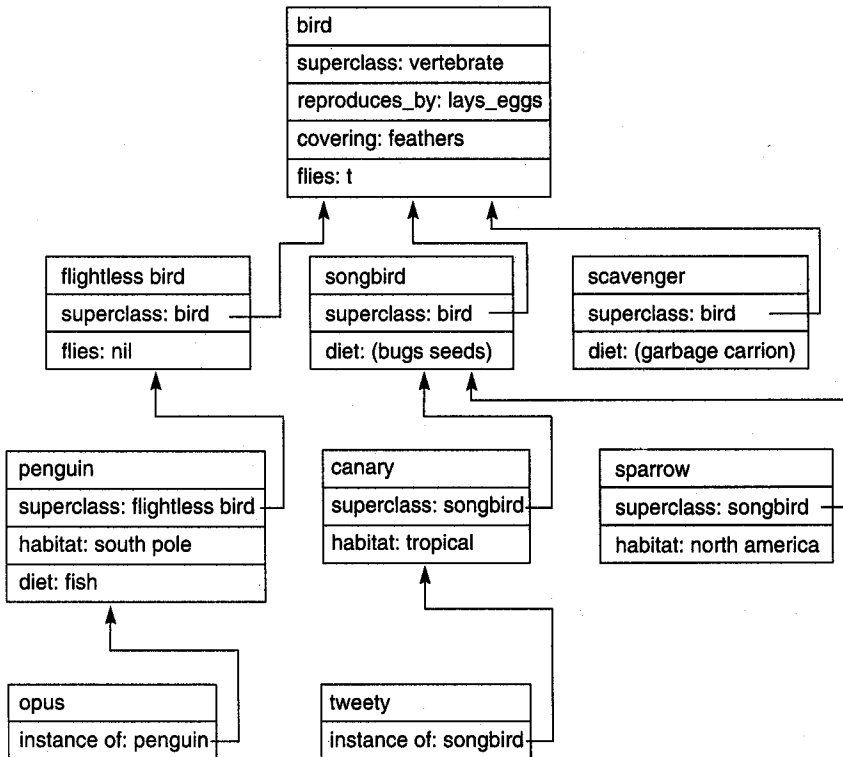 bird
superclass: vertebrate
reproduces_by: lays_eggs
covering: feathers
flies: t
flightless bird
superclass: bird
flies: nil
songbird
superclass: bird
diet: (bugs seeds)
scavenger
superclass: bird
diet: (garbage carrion)
penguin
superclass: flightless bird
habitat: south pole
diet: fish
canary
superclass: songbird
habitat: tropical
sparrow
superclass: songbird
habitat: north america
opus
instance of: penguin
tweety
instance of: songbird